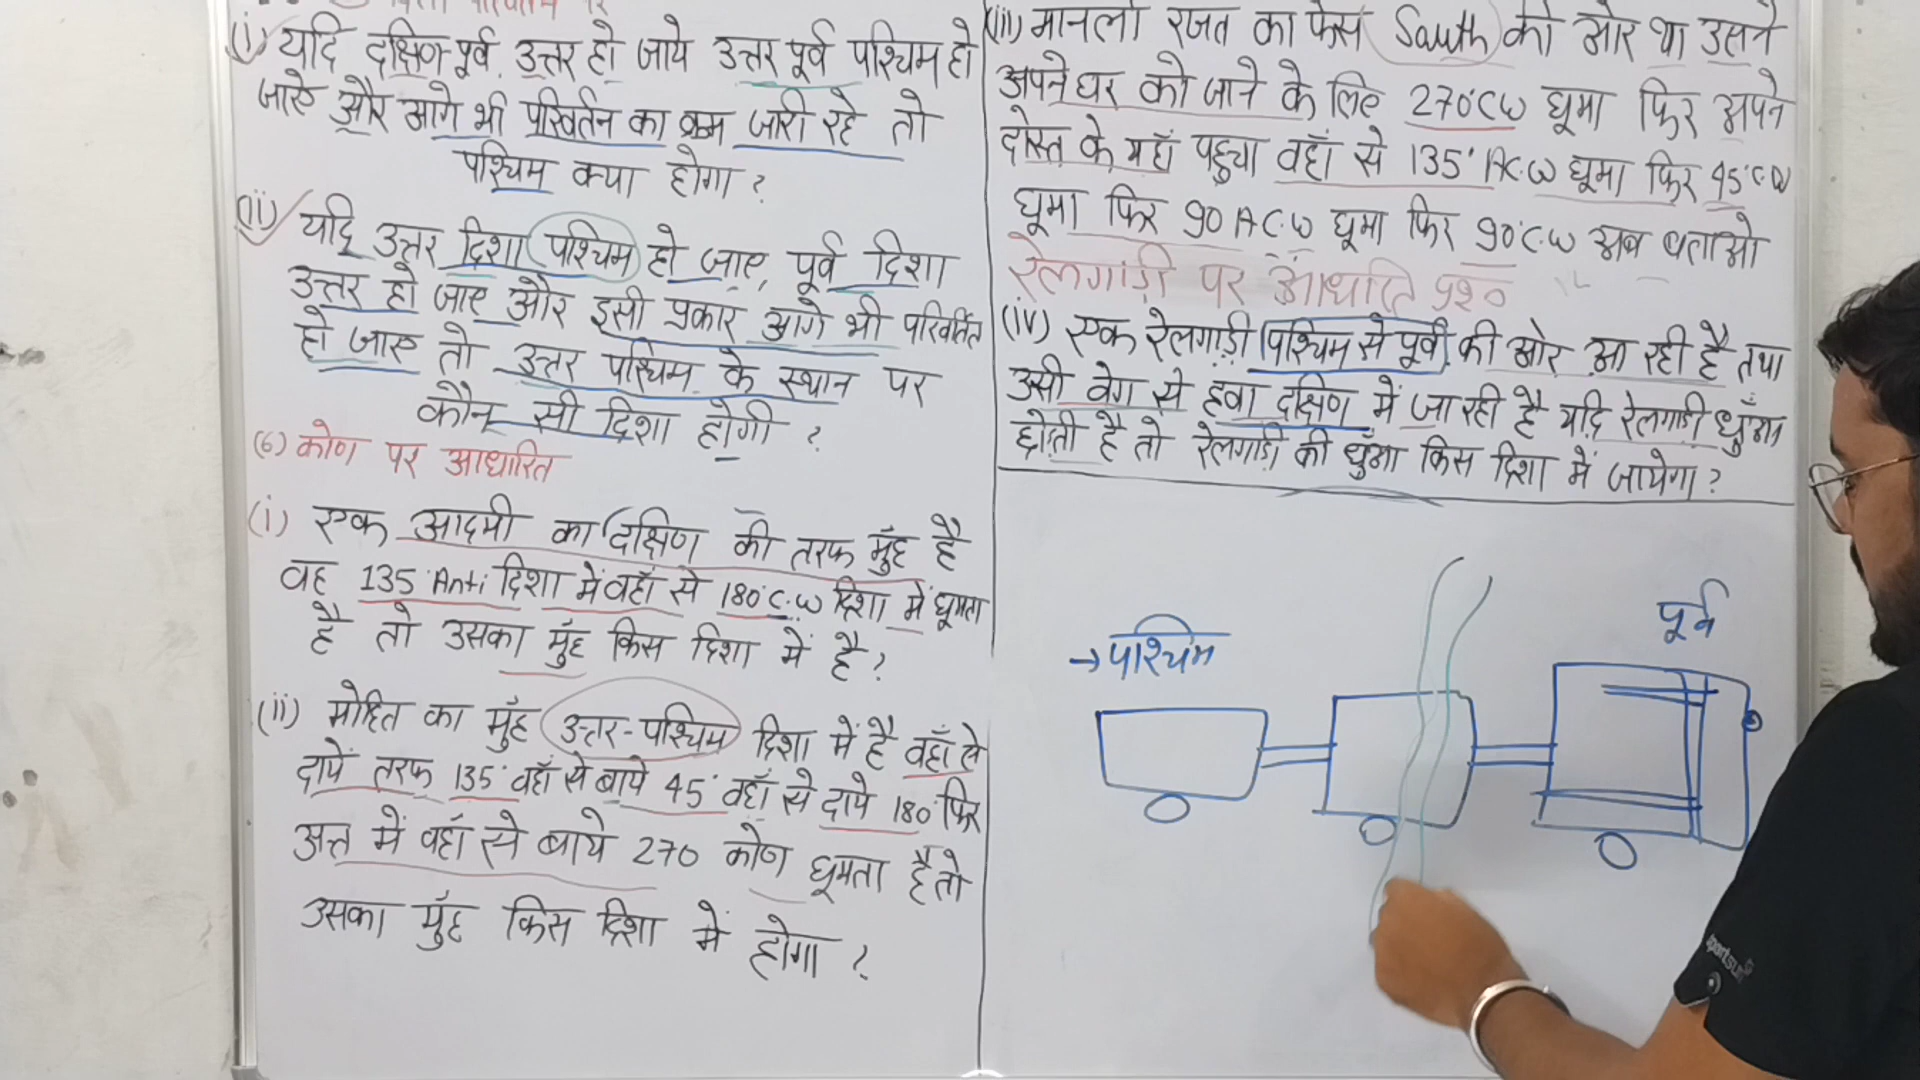 (i) यदि दक्षिण-पूर्व, उत्तर हो जाये उत्तर पूर्व पश्चिम हो
जाए और आगे भी परिवर्तन का क्रम जारी रहे तो
पश्चिम क्या होगा ?
(ii) यदि उत्तर दिशा पश्चिम हो जाए, पूर्व दिशा
उत्तर हो जाए और इसी प्रकार आगे भी परिवर्तित
हो जाए तो उत्तर पश्चिम के स्थान पर
कौन सी दिशा होगी ?
(6) कोण पर आधारित
(i) एक आदमी का दक्षिण की तरफ मुँह है
वह 135° Anti दिशा में वहाँ से 180° C.W दिशा में घूमता
है तो उसका मुँह किस दिशा में है ?
(ii) मोहित का मुँह उत्तर-पश्चिम दिशा में है वहाँ से
दायें तरफ 135° वहाँ से बायें 45° वहाँ से दायें 180° फिर
अन्त में वहाँ से बायें 270 कोण घूमता है तो
उसका मुँह किस दिशा में होगा ?
(iii) मानलो रजत का फेस South की ओर था उसने
अपने घर को जाने के लिए 270° CW घूमा फिर अपने
दोस्त के यहाँ पहुचा वहाँ से 135° A.C.W घूमा फिर 45° C.W
घूमा फिर 90 A.C.W घूमा फिर 90° C.W अब बताओ
रेलगाड़ी पर आधारित प्रश्न
(iv) एक रेलगाड़ी पश्चिम से पूर्व की ओर आ रही है तथा
उसी वेग से हवा दक्षिण में जा रही है यदि रेलगाड़ी धुँआ
छोड़ती है तो रेलगाड़ी की धुँआ किस दिशा में जायेगा ?
→पश्चिम
पूर्व